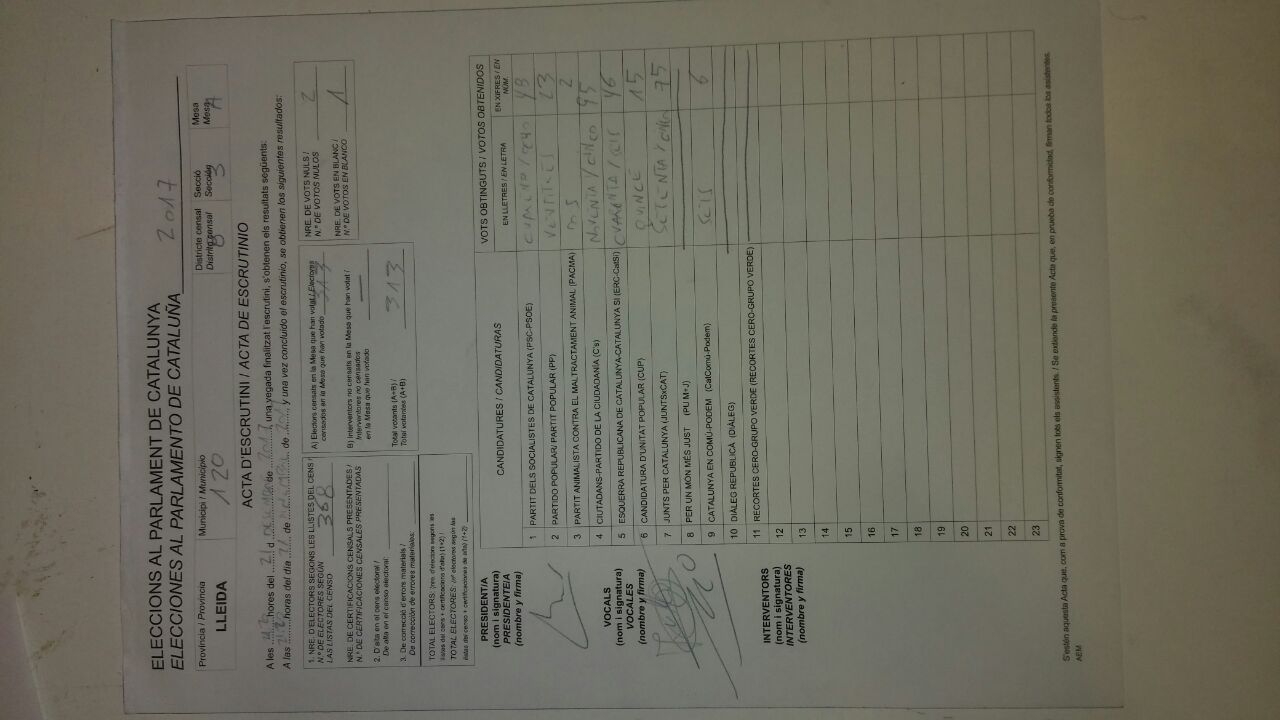 ELECCIONS AL PARLAMENT DE CATALUNYA
ELECCIONES AL PARLAMENTO DE CATALUÑA 2017
Província / Provincia
LLEIDA
Municipi / Municipio
120
Districte censal
Distrito censal
8
Secció
Sección
3
Mesa
Mesa
A
ACTA D'ESCRUTINI / ACTA DE ESCRUTINIO
A les hores del 21 d de 2017, una vegada finalitzat l'escrutini, s'obtenen els resultats següents:
A las horas del día 21 de de, y una vez concluido el escrutinio, se obtienen los siguientes resultados:
1. NRE. D'ELECTORS SEGONS LES LLISTES DEL CENS /
N.º DE ELECTORES SEGÚN
LAS LISTAS DEL CENSO 368
NRE. DE CERTIFICACIONS CENSALS PRESENTADES /
N.º DE CERTIFICACIONES CENSALES PRESENTADAS
2. D'alta en el cens electoral /
De alta en el censo electoral:
3. De correcció d'errors materials /
De corrección de errores materiales:
TOTAL ELECTORS: (nre. d'electors segons les
llistes del cens + certificacions d'alta) (1+2) /
TOTAL ELECTORES: (nº electores según las
listas de censo + certificaciones de alta) (1+2)
A) Electors censats en la Mesa que han votat / Electores
censados en la Mesa que han votado 313
B) Interventors no censats en la Mesa que han votat /
Interventores no censados
en la Mesa que han votado —
Total votants (A+B) /
Total votantes (A+B) 313
NRE. DE VOTS NULS /
N.º DE VOTOS NULOS 2
NRE. DE VOTS EN BLANC /
N.º DE VOTOS EN BLANCO 1
CANDIDATURES / CANDIDATURAS
VOTS OBTINGUTS / VOTOS OBTENIDOS
EN LLETRES / EN LETRA
EN XIFRES / EN NÚM.
1 PARTIT DELS SOCIALISTES DE CATALUNYA (PSC-PSOE)
2 PARTIDO POPULAR/ PARTIT POPULAR (PP) VEINTITRES 23
3 PARTIT ANIMALISTA CONTRA EL MALTRACTAMENT ANIMAL (PACMA) DOS 2
4 CIUTADANS-PARTIDO DE LA CIUDADANÍA (C's) NOVENTA Y CINCO 95
5 ESQUERRA REPUBLICANA DE CATALUNYA-CATALUNYA SÍ (ERC-CatSí) CUARENTA Y SEIS 46
6 CANDIDATURA D'UNITAT POPULAR (CUP) QUINCE 15
7 JUNTS PER CATALUNYA (JUNTSxCAT) SETENTA Y CINCO 75
8 PER UN MÓN MÉS JUST (PU M+J)
9 CATALUNYA EN COMÚ-PODEM (CatComú-Podem) SEIS 6
10 DIÀLEG REPUBLICÀ (DIÀLEG)
11 RECORTES CERO-GRUPO VERDE (RECORTES CERO-GRUPO VERDE)
12
13
14
15
16
17
18
19
20
21
22
23
PRESIDENTIA
(nom i signatura)
PRESIDENTEIA
(nombre y firma)
VOCALS
(nom i signatura)
VOCALES
(nombre y firma)
INTERVENTORS
(nom i signatura)
INTERVENTORES
(nombre y firma)
S'estén aquesta Acta que, com a prova de conformitat, signen tots els assistents. / Se extiende la presente Acta que, en prueba de conformidad, firman todos los asistentes.
AEM